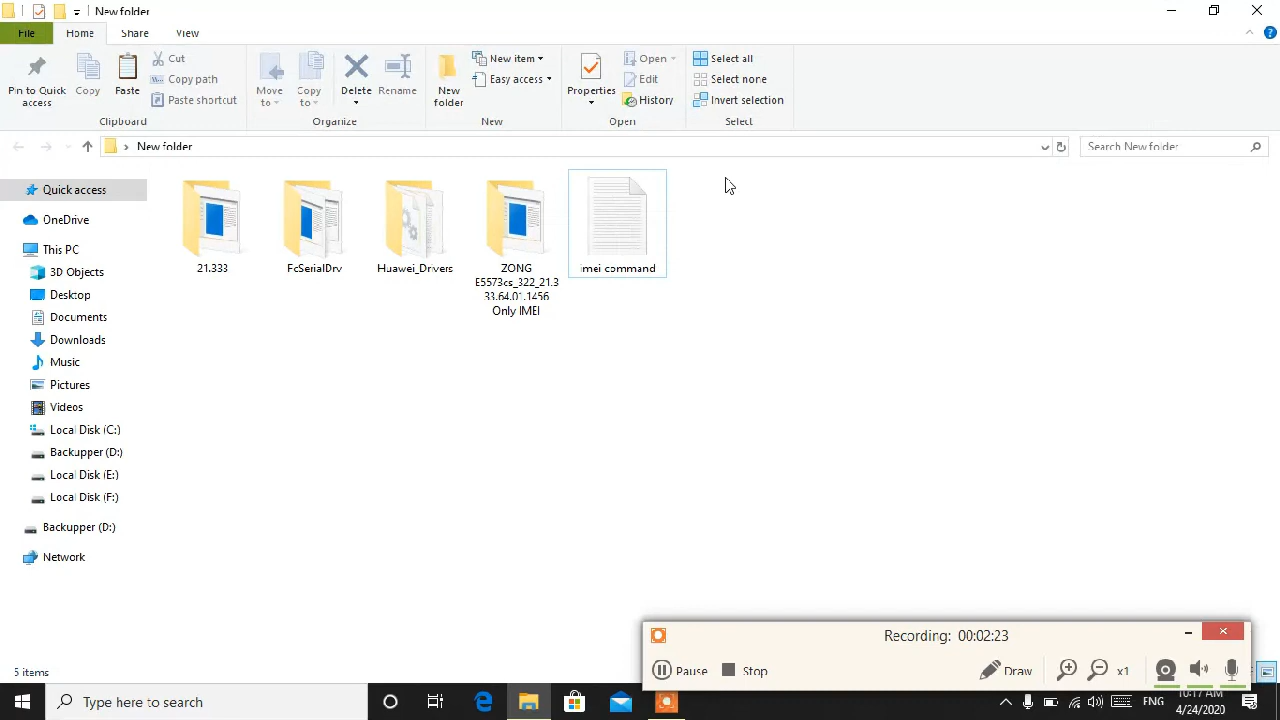 New folder
File Home Share View
Pin to Quick access
Copy
Paste
Cut
Copy path
Paste shortcut
Clipboard
Move to
Copy to
Delete
Rename
Organize
New folder
New item
Easy access
New
Properties
Open
Edit
History
Open
Select all
Select none
Invert selection
Select
New folder
Search New folder
Quick access
OneDrive
This PC
3D Objects
Desktop
Documents
Downloads
Music
Pictures
Videos
Local Disk (C:)
Backupper (D:)
Local Disk (E:)
Local Disk (F:)
Backupper (D:)
Network
21.333
FcSerialDrv
Huawei_Drivers
ZONG
E5573cs_322_21.3
33.64.01.1456
Only IMEI
imei command
5 items
Recording: 00:02:23
Pause
Stop
Draw
x1
Type here to search
ENG
10:17 AM
4/24/2020